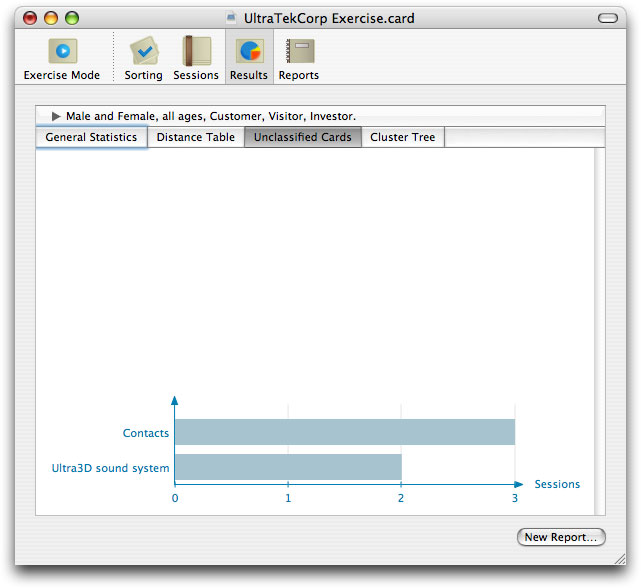 UltraTekCorp Exercise.card
Exercise Mode Sorting Sessions Results Reports
Male and Female, all ages, Customer, Visitor, Investor.
General Statistics Distance Table Unclassified Cards Cluster Tree
Contacts
Ultra3D sound system
Sessions
0 1 2 3
New Report...